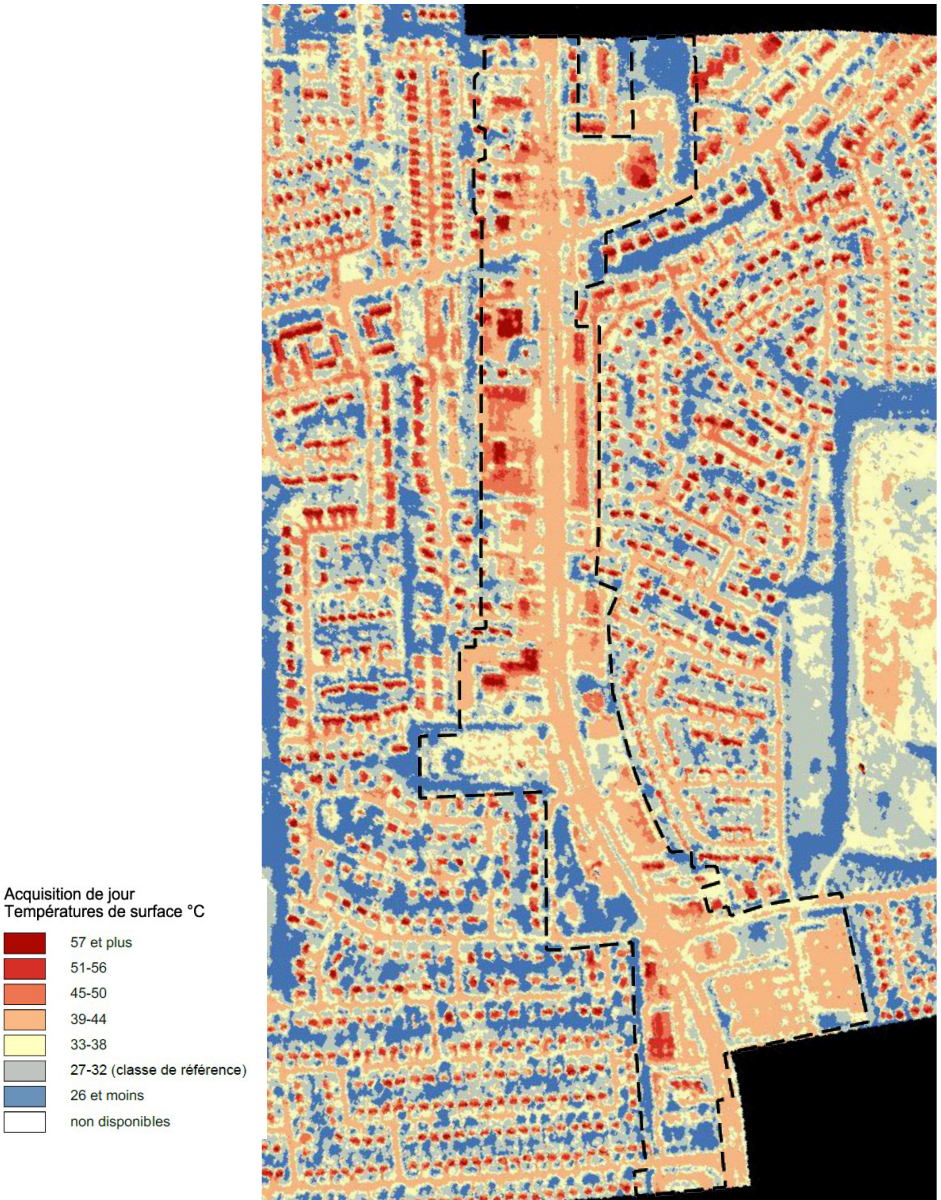 Acquisition de jour
Températures de surface °C
57 et plus
51-56
45-50
39-44
33-38
27-32 (classe de référence)
26 et moins
non disponibles